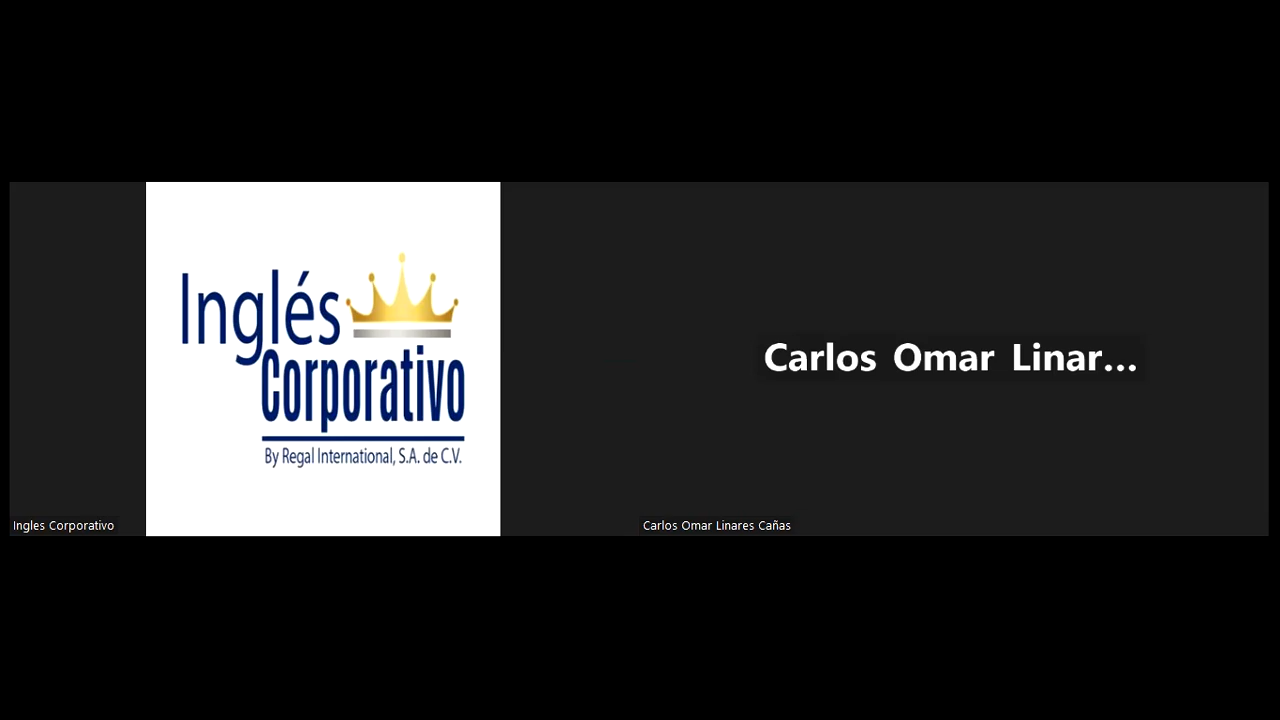 Inglés
Corporativo
By Regal International, S.A. de C.V.
Ingles Corporativo
Carlos Omar Linar...
Carlos Omar Linares Cañas